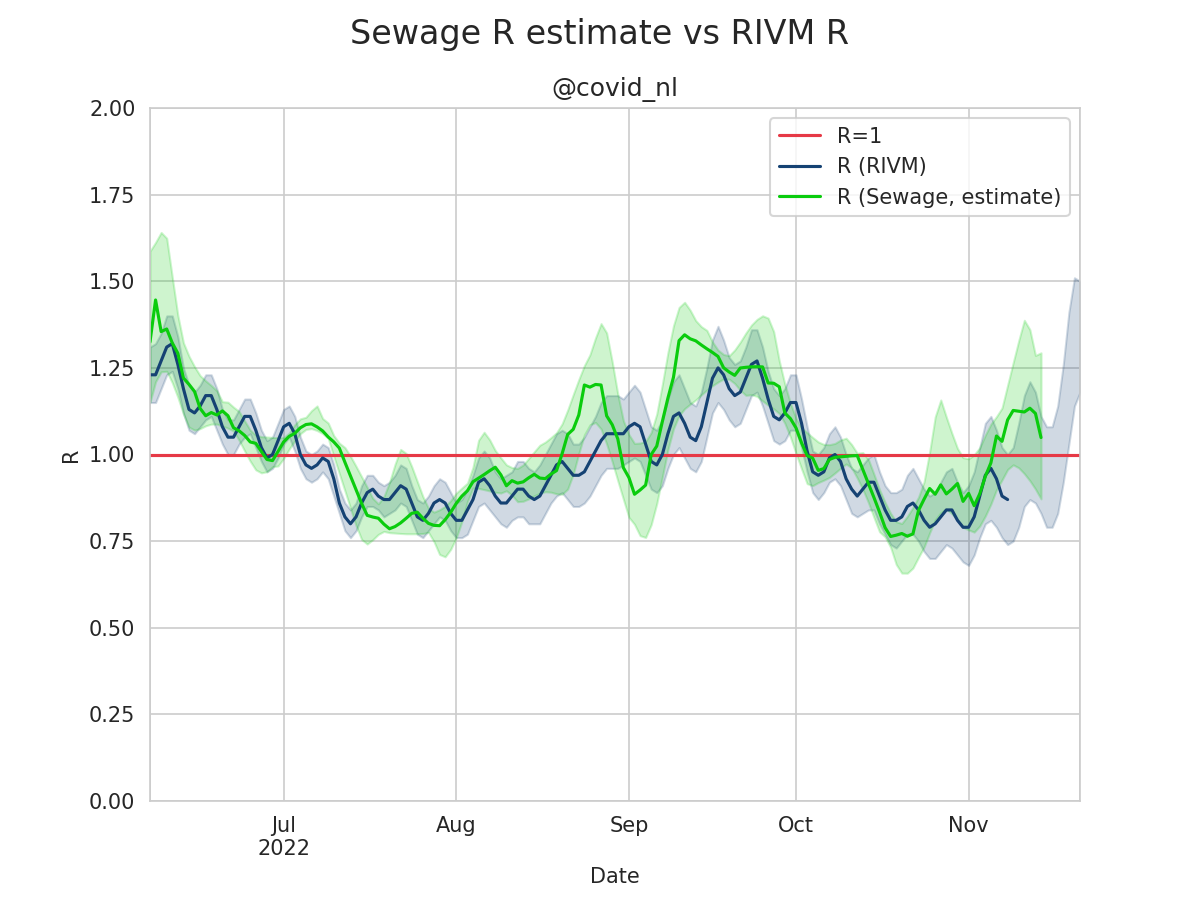 Sewage R estimate vs RIVM R
@covid_nl
R=1
R (RIVM)
R (Sewage, estimate)
2.00
1.75
1.50
1.25
1.00
0.75
0.50
0.25
0.00
R
Jul
2022
Aug
Sep
Oct
Nov
Date